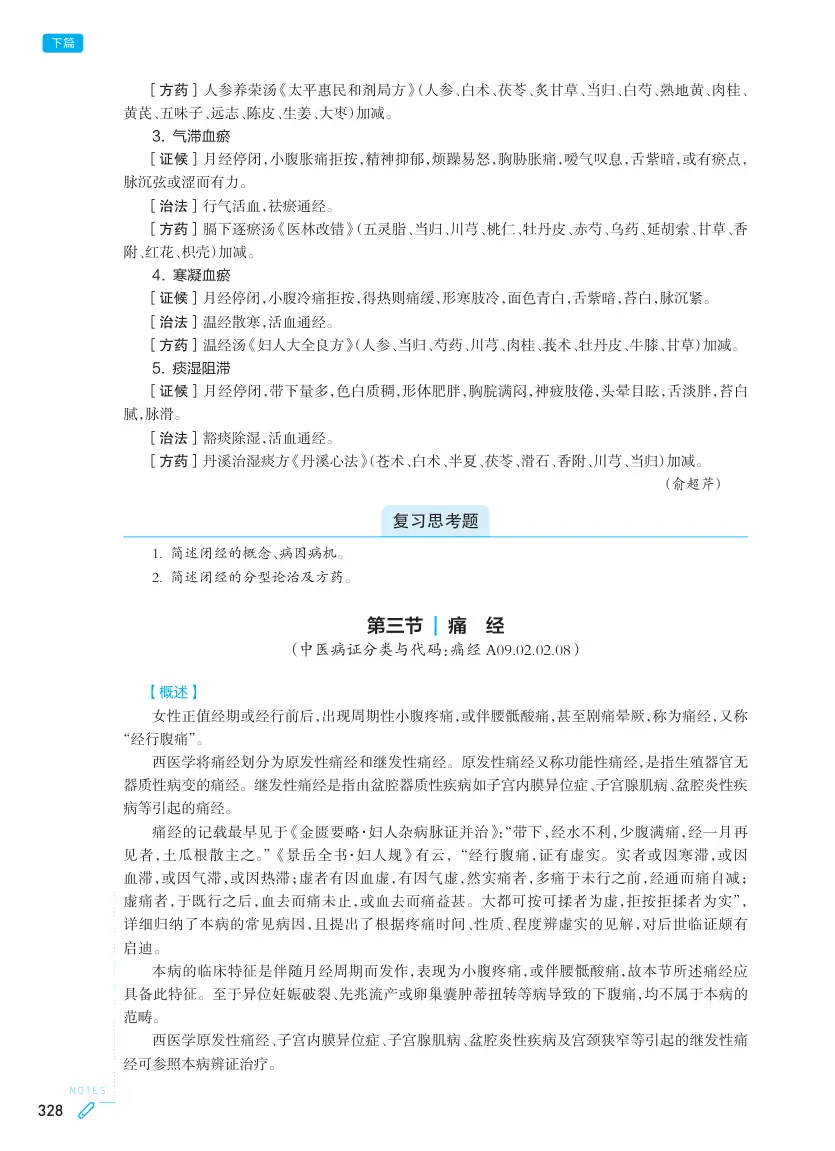 下篇
［方药］人参养荣汤《太平惠民和剂局方》（人参、白术、茯苓、炙甘草、当归、白芍、熟地黄、肉桂、
黄芪、五味子、远志、陈皮、生姜、大枣）加减。
3. 气滞血瘀
［证候］月经停闭，小腹胀痛拒按，精神抑郁，烦躁易怒，胸胁胀痛，嗳气叹息，舌紫暗，或有瘀点，
脉沉弦或涩而有力。
［治法］行气活血，祛瘀通经。
［方药］膈下逐瘀汤《医林改错》（五灵脂、当归、川芎、桃仁、牡丹皮、赤芍、乌药、延胡索、甘草、香
附、红花、枳壳）加减。
4. 寒凝血瘀
［证候］月经停闭，小腹冷痛拒按，得热则痛缓，形寒肢冷，面色青白，舌紫暗，苔白，脉沉紧。
［治法］温经散寒，活血通经。
［方药］温经汤《妇人大全良方》（人参、当归、芍药、川芎、肉桂、莪术、牡丹皮、牛膝、甘草）加减。
5. 痰湿阻滞
［证候］月经停闭，带下量多，色白质稠，形体肥胖，胸脘满闷，神疲肢倦，头晕目眩，舌淡胖，苔白
腻，脉滑。
［治法］豁痰除湿，活血通经。
［方药］丹溪治湿痰方《丹溪心法》（苍术、白术、半夏、茯苓、滑石、香附、川芎、当归）加减。
（俞超芹）
复习思考题
1. 简述闭经的概念、病因病机。
2. 简述闭经的分型论治及方药。
第三节｜痛　经
（中医病证分类与代码：痛经 A09.02.02.08）
【概述】
女性正值经期或经行前后，出现周期性小腹疼痛，或伴腰骶酸痛，甚至剧痛晕厥，称为痛经，又称
“经行腹痛”。
西医学将痛经划分为原发性痛经和继发性痛经。原发性痛经又称功能性痛经，是指生殖器官无
器质性病变的痛经。继发性痛经是指由盆腔器质性疾病如子宫内膜异位症、子宫腺肌病、盆腔炎性疾
病等引起的痛经。
痛经的记载最早见于《金匮要略·妇人杂病脉证并治》：“带下，经水不利，少腹满痛，经一月再
见者，土瓜根散主之。”《景岳全书·妇人规》有云，“经行腹痛，证有虚实。实者或因寒滞，或因
血滞，或因气滞，或因热滞；虚者有因血虚，有因气虚，然实痛者，多痛于未行之前，经通而痛自减；
虚痛者，于既行之后，血去而痛未止，或血去而痛益甚。大都可按可揉者为虚，拒按拒揉者为实”，
详细归纳了本病的常见病因，且提出了根据疼痛时间、性质、程度辨虚实的见解，对后世临证颇有
启迪。
本病的临床特征是伴随月经周期而发作，表现为小腹疼痛，或伴腰骶酸痛，故本节所述痛经应
具备此特征。至于异位妊娠破裂、先兆流产或卵巢囊肿蒂扭转等病导致的下腹痛，均不属于本病的
范畴。
西医学原发性痛经、子宫内膜异位症、子宫腺肌病、盆腔炎性疾病及宫颈狭窄等引起的继发性痛
经可参照本病辨证治疗。
NOTES
328